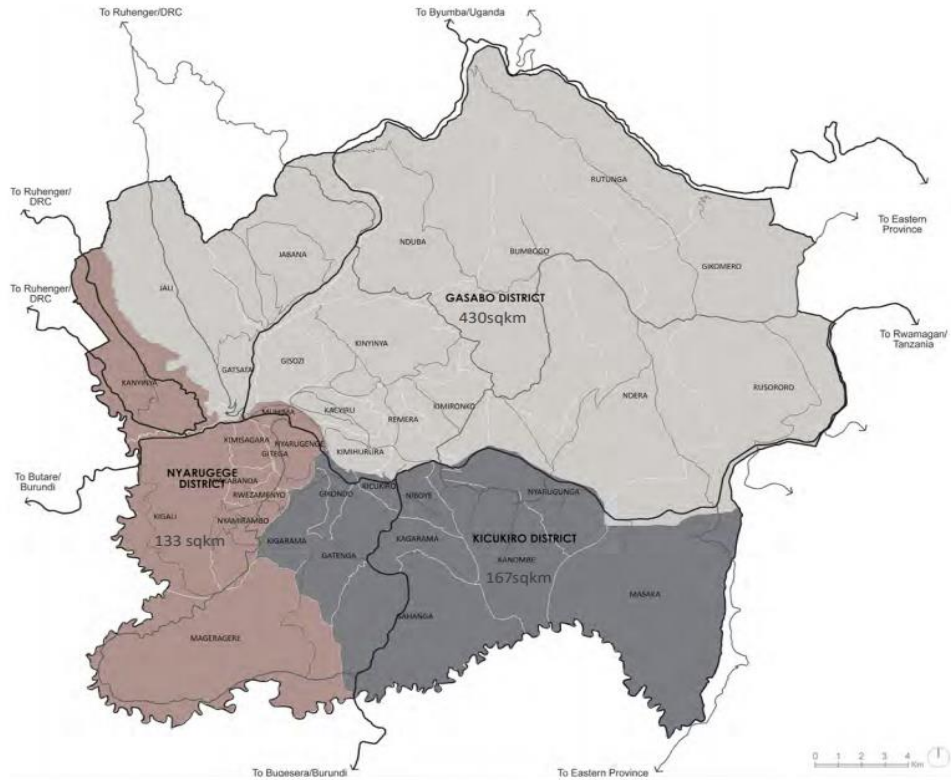 To Ruhenger/DRC
To Byumba/Uganda
To Ruhenger/
DRC
To Eastern
Province
To Ruhenger/
DRC
To Rwamagan/
Tanzania
To Butare/
Burundi
To Bugesera/Burundi
To Eastern Province
RUTUNGA
NDUBA
BUMBOGO
JABANA
GIKOMERO
JALI
GASABO DISTRICT
430sqkm
KINYINYA
GISOZI
GATSATA
KANYINYA
NDERA
RUSORORO
KIMIRONKO
KACYIRU
REMERA
MUHIMA
KIMISAGARA
NYARUGENGE
GITEGA
KIMIHURURA
NYARUGEGE
DISTRICT
RWEZAMENYO
KIGALI
NYAMIRAMBO
133 sqkm
GIKONDO
KICUKIRO
NIBOYE
NYARUGUNGA
KIGARAMA
KAGARAMA
KICUKIRO DISTRICT
GATENGA
KANOMBE
167sqkm
MASAKA
GAHANGA
MAGERAGERE
0 1 2 3 4
Km